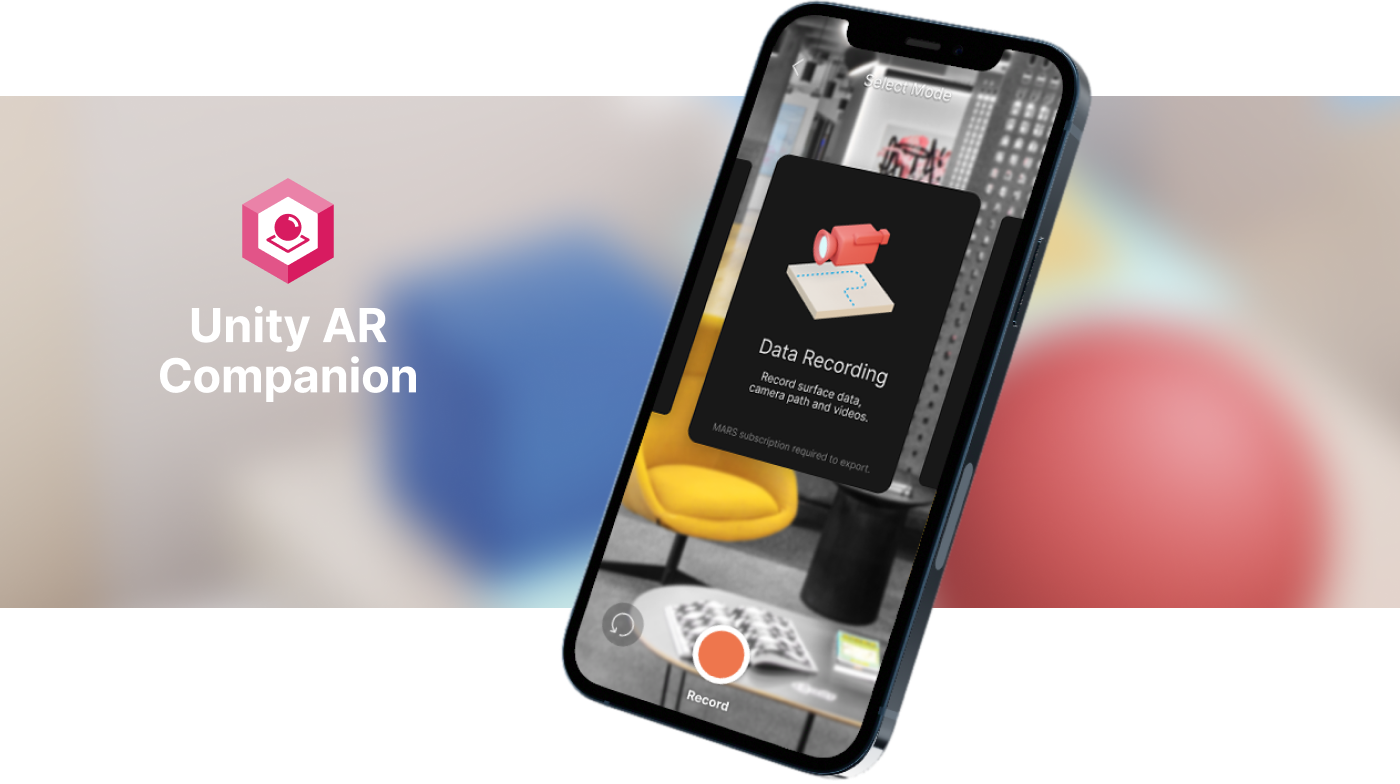 Unity AR
Companion
Select Mode
Data Recording
Record surface data,
camera path and videos.
MARS subscription required to export.
Record